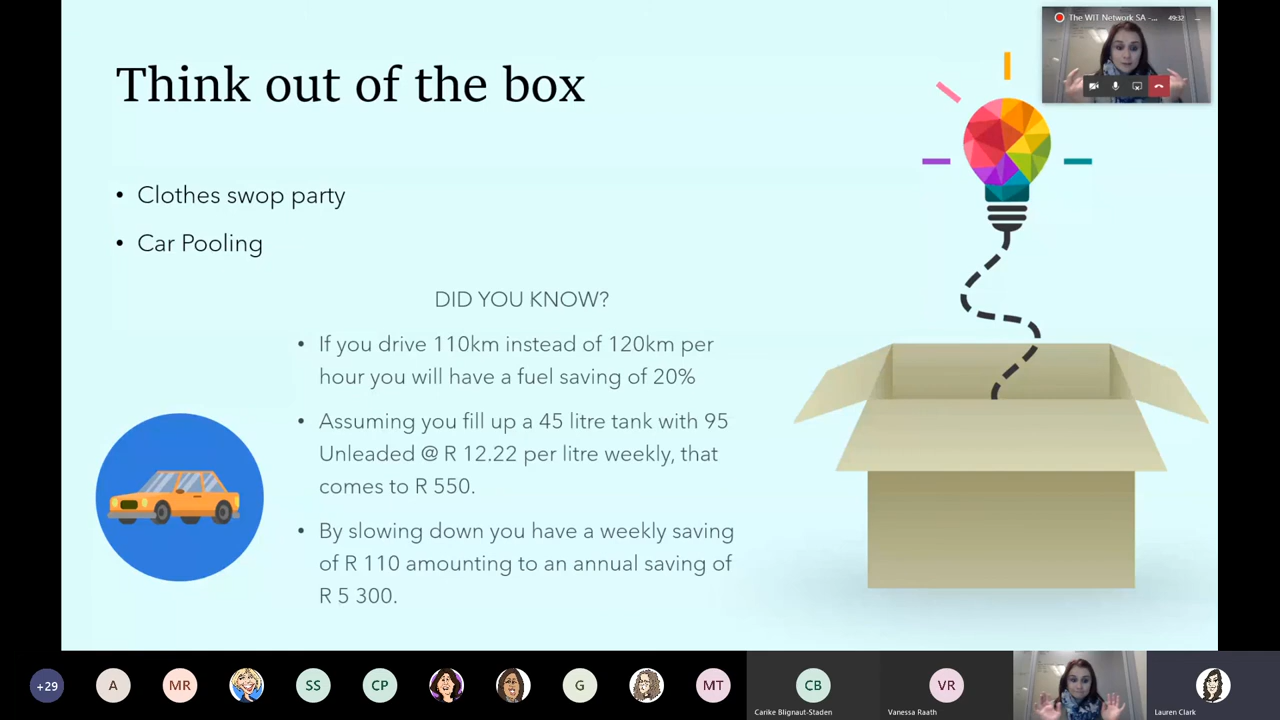 Think out of the box
The WIT Network SA -...
49:32
...
• Clothes swop party
• Car Pooling
DID YOU KNOW?
• If you drive 110km instead of 120km per
hour you will have a fuel saving of 20%
• Assuming you fill up a 45 litre tank with 95
Unleaded @ R 12.22 per litre weekly, that
comes to R 550.
• By slowing down you have a weekly saving
of R 110 amounting to an annual saving of
R 5 300.
+29
A
MR
SS
CP
G
MT
CB
VR
Carike Blignaut-Staden
Vanessa Raath
Lauren Clark